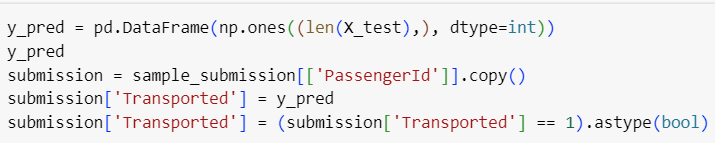 y_pred = pd.DataFrame(np.ones((len(X_test),), dtype=int))
y_pred
submission = sample_submission[['PassengerId']].copy()
submission['Transported'] = y_pred
submission['Transported'] = (submission['Transported'] == 1).astype(bool)